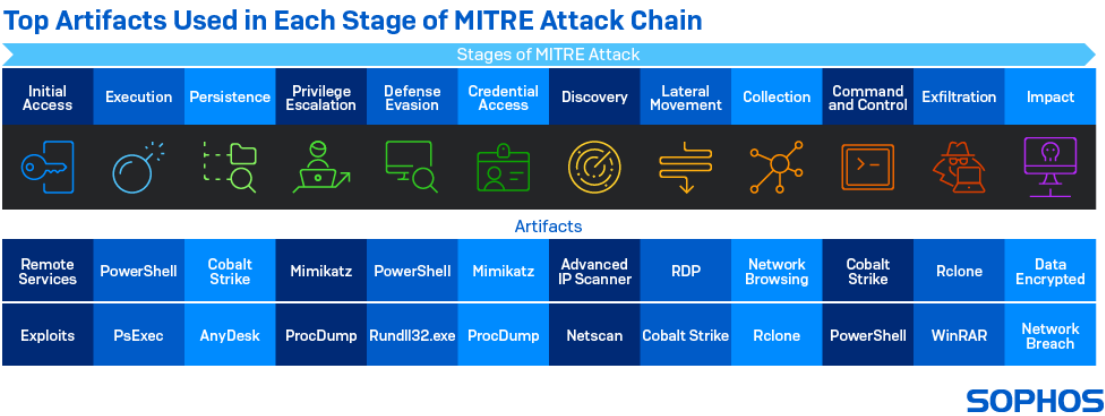 Top Artifacts Used in Each Stage of MITRE Attack Chain
Stages of MITRE Attack
Initial Access
Execution
Persistence
Privilege Escalation
Defense Evasion
Credential Access
Discovery
Lateral Movement
Collection
Command and Control
Exfiltration
Impact
Artifacts
Remote Services
PowerShell
Cobalt Strike
Mimikatz
PowerShell
Mimikatz
Advanced IP Scanner
RDP
Network Browsing
Cobalt Strike
Rclone
Data Encrypted
Exploits
PsExec
AnyDesk
ProcDump
Rundll32.exe
ProcDump
Netscan
Cobalt Strike
Rclone
PowerShell
WinRAR
Network Breach
SOPHOS